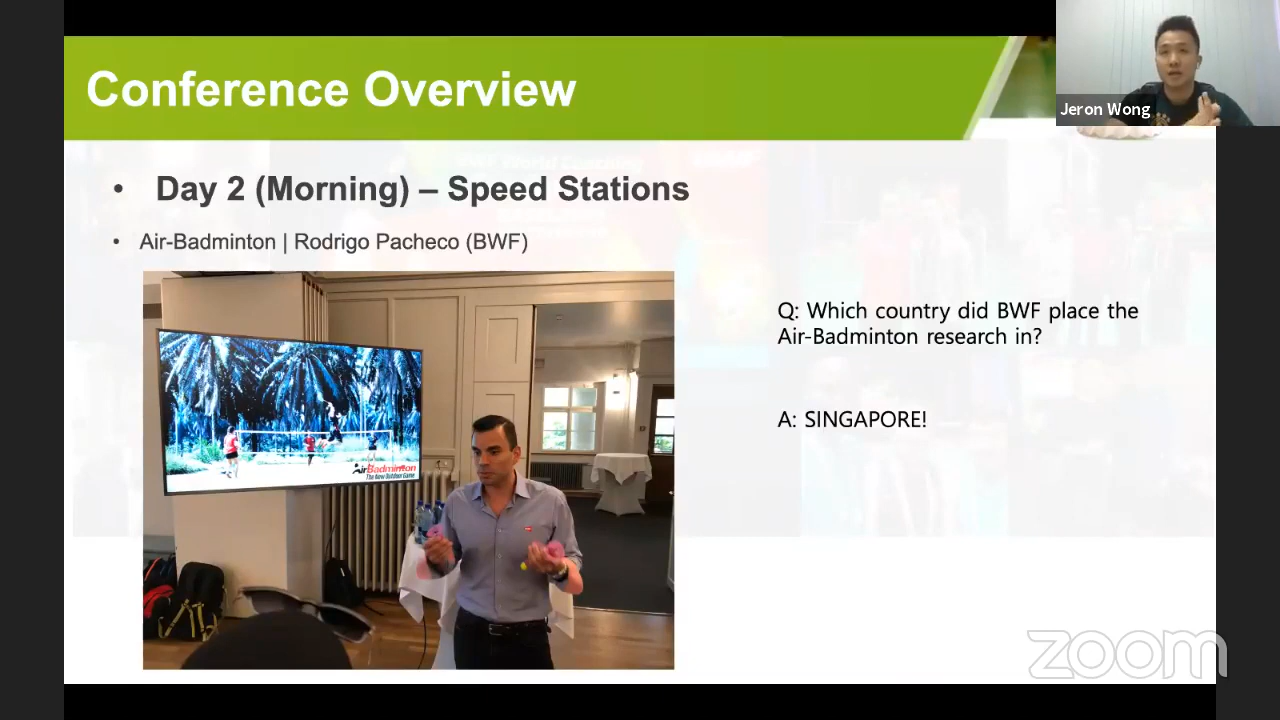 Conference Overview
Jeron Wong
• Day 2 (Morning) – Speed Stations
• Air-Badminton | Rodrigo Pacheco (BWF)
Q: Which country did BWF place the
Air-Badminton research in?
A: SINGAPORE!
AirBadminton
The New Outdoor Game
zoom